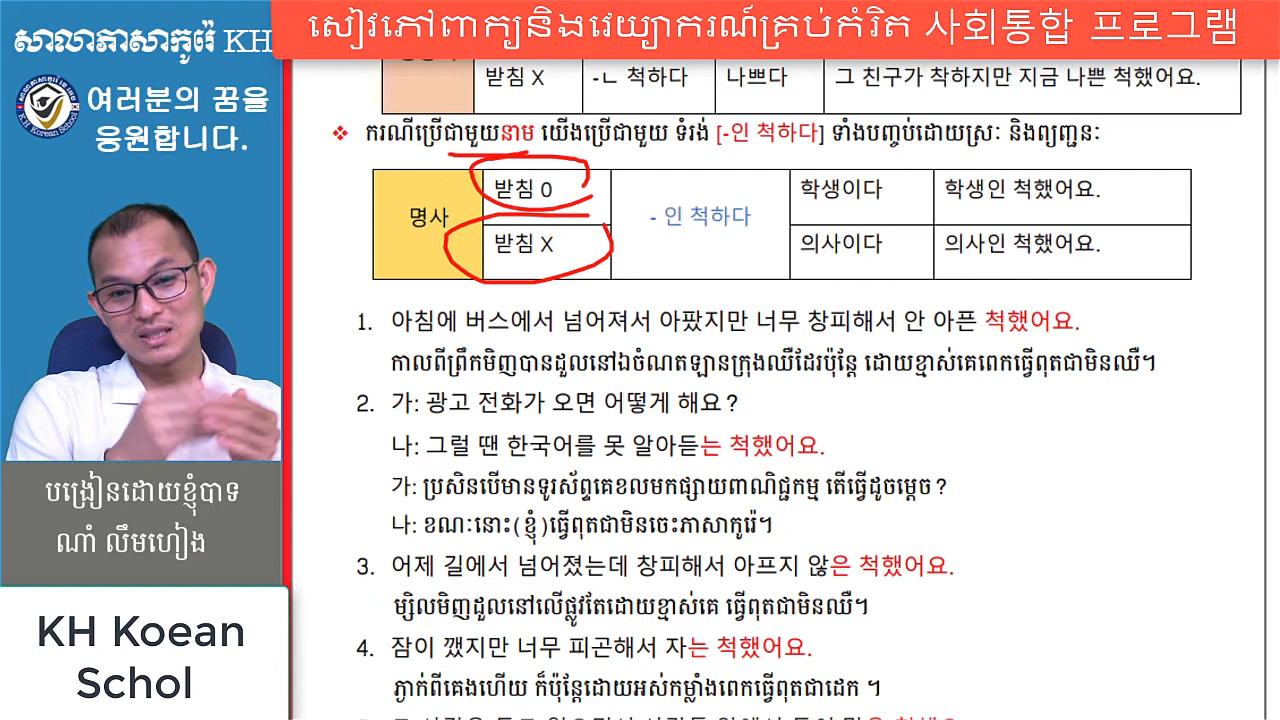 សៀវភៅពាក្យនិងវេយ្យាករណ៍គ្រប់កំរិត 사회통합 프로그램
សាលាភាសាកូរ៉េ KH
여러분의 꿈을
응원합니다.
받침 X -ㄴ 척하다 나쁘다 그 친구가 착하지만 지금 나쁜 척했어요.
❖ ករណីប្រើជាមួយនាម យើងប្រើជាមួយ ទំរង់ [-인 척하다] ទាំងបញ្ចប់ដោយស្រៈ និងព្យញ្ជនៈ
명사 받침 0 - 인 척하다 학생이다 학생인 척했어요.
받침 X 의사이다 의사인 척했어요.
1. 아침에 버스에서 넘어져서 아팠지만 너무 창피해서 안 아픈 척했어요.
កាលពីព្រឹកមិញបានដួលនៅឯចំណតឡានក្រុងឈឺដែរប៉ុន្តែ ដោយខ្មាស់គេពេកធ្វើពុតជាមិនឈឺ។
2. 가: 광고 전화가 오면 어떻게 해요?
나: 그럴 땐 한국어를 못 알아듣는 척했어요.
가: ប្រសិនបើមានទូរស័ព្ទគេខលមកផ្សាយពាណិជ្ជកម្ម តើធ្វើដូចម្តេច?
나: ខណៈនោះ(ខ្ញុំ)ធ្វើពុតជាមិនចេះភាសាកូរ៉េ។
3. 어제 길에서 넘어졌는데 창피해서 아프지 않은 척했어요.
ម្សិលមិញដួលនៅលើផ្លូវតែដោយខ្មាស់គេ ធ្វើពុតជាមិនឈឺ។
4. 잠이 깼지만 너무 피곤해서 자는 척했어요.
ភ្ងាក់ពីគេងហើយ ក៏ប៉ុន្តែដោយអស់កម្លាំងពេកធ្វើពុតជាដេក ។
បង្រៀនដោយខ្ញុំបាទ
ណាំ លឹមហៀង
KH Koean
Schol